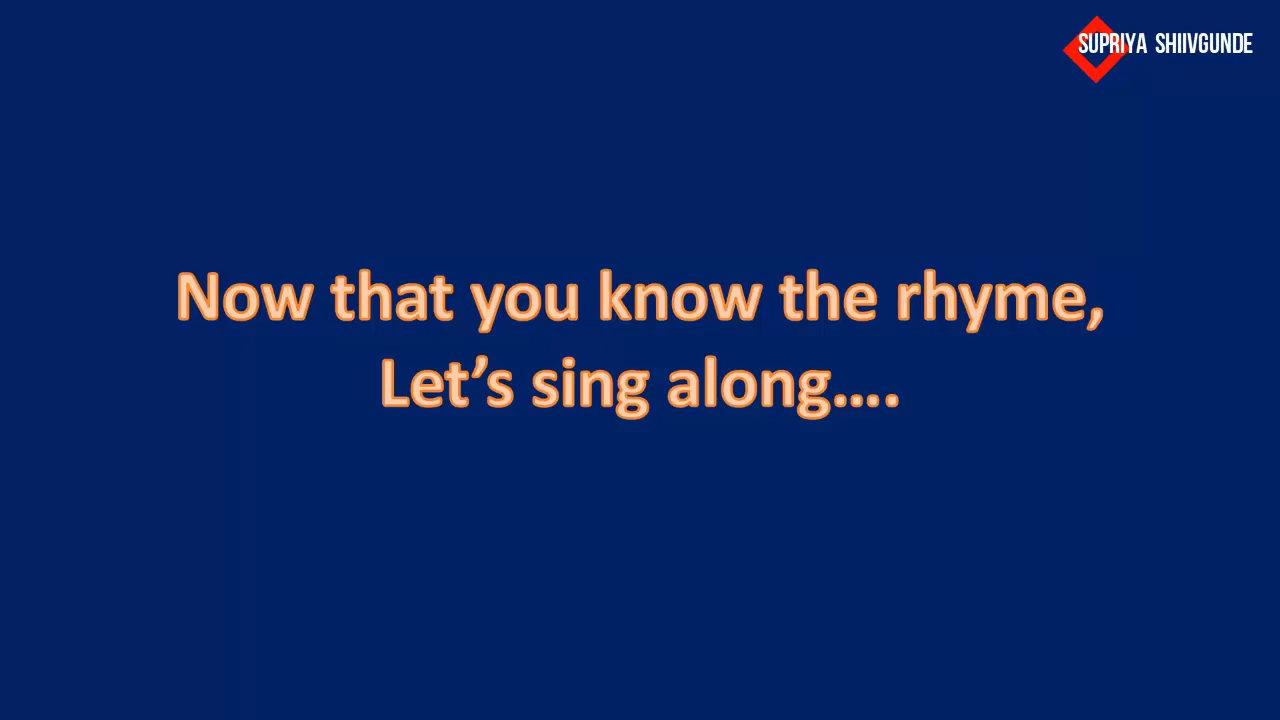 SUPRIYA SHIIVGUNDE
Now that you know the rhyme,
Let’s sing along….